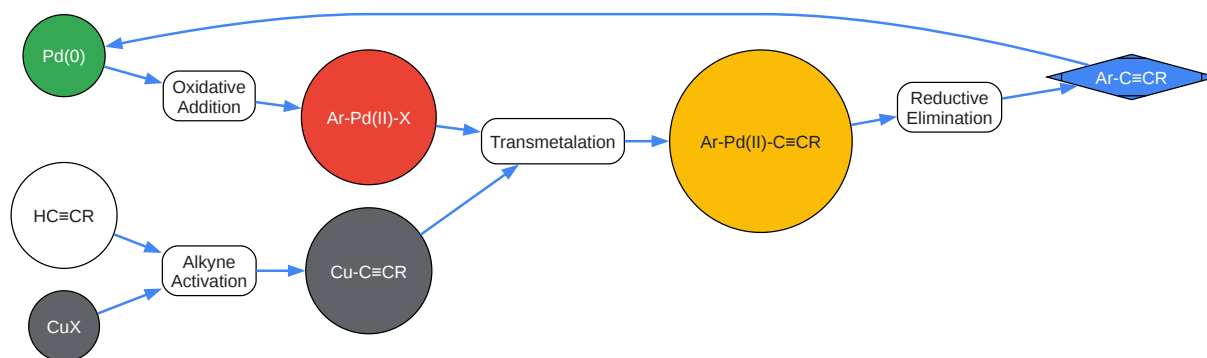 Pd(0)
Oxidative
Addition
Ar-Pd(II)-X
Transmetalation
Ar-Pd(II)-C≡CR
Reductive
Elimination
Ar-C≡CR
HC≡CR
Alkyne
Activation
Cu-C≡CR
CuX